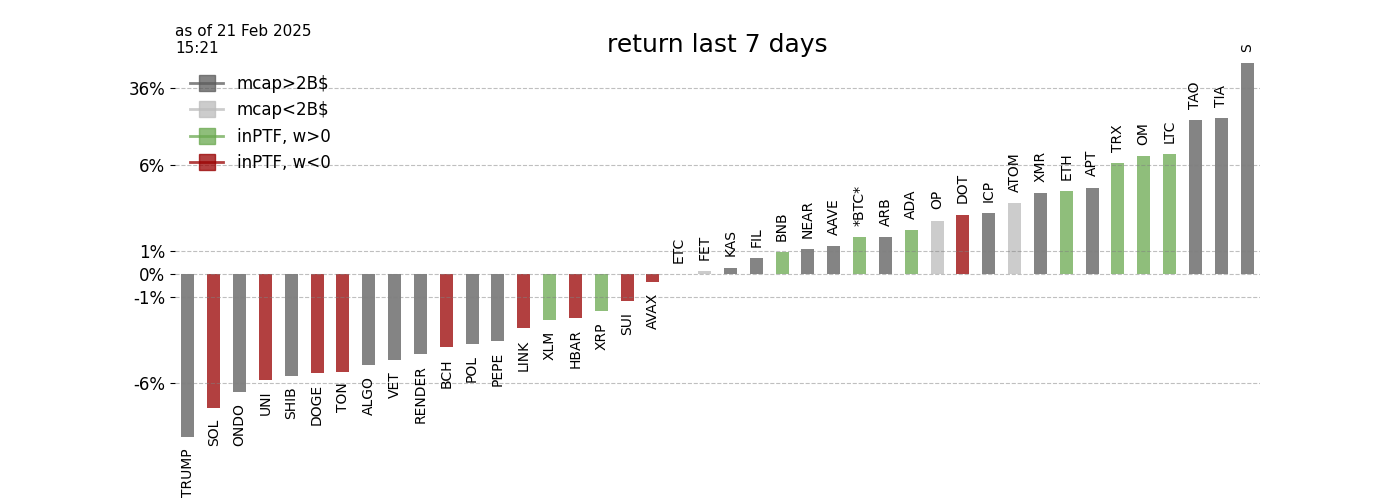 as of 21 Feb 2025
15:21
return last 7 days
mcap>2B$
mcap<2B$
inPTF, w>0
inPTF, w<0
36%
6%
1%
0%
-1%
-6%
TRUMP
SOL
ONDO
UNI
SHIB
DOGE
TON
ALGO
VET
RENDER
BCH
POL
PEPE
LINK
XLM
HBAR
XRP
SUI
AVAX
ETC
FET
KAS
FIL
BNB
NEAR
AAVE
*BTC*
ARB
ADA
OP
DOT
ICP
ATOM
XMR
ETH
APT
TRX
OM
LTC
TAO
TIA
S